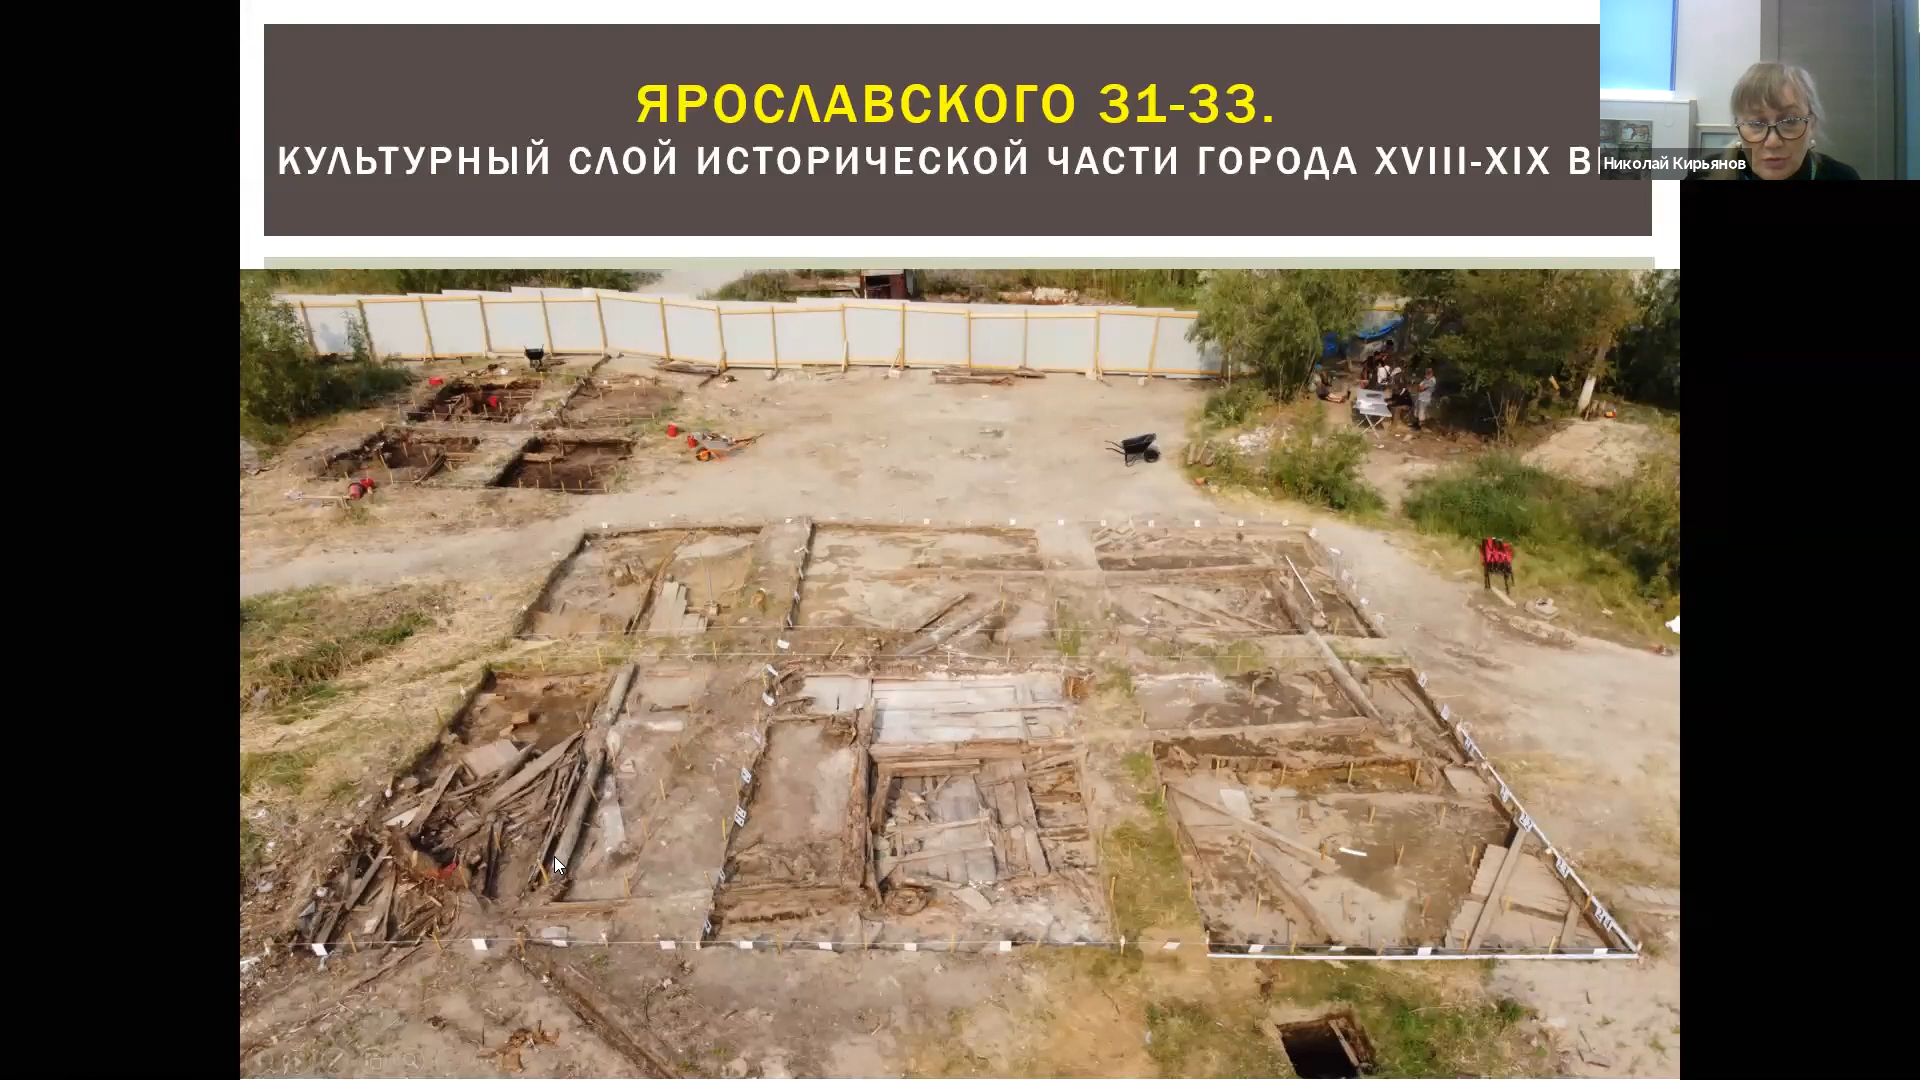 ЯРОСЛАВСКОГО 31-33.
КУЛЬТУРНЫЙ СЛОЙ ИСТОРИЧЕСКОЙ ЧАСТИ ГОРОДА XVIII-XIX В
Николай Кирьянов